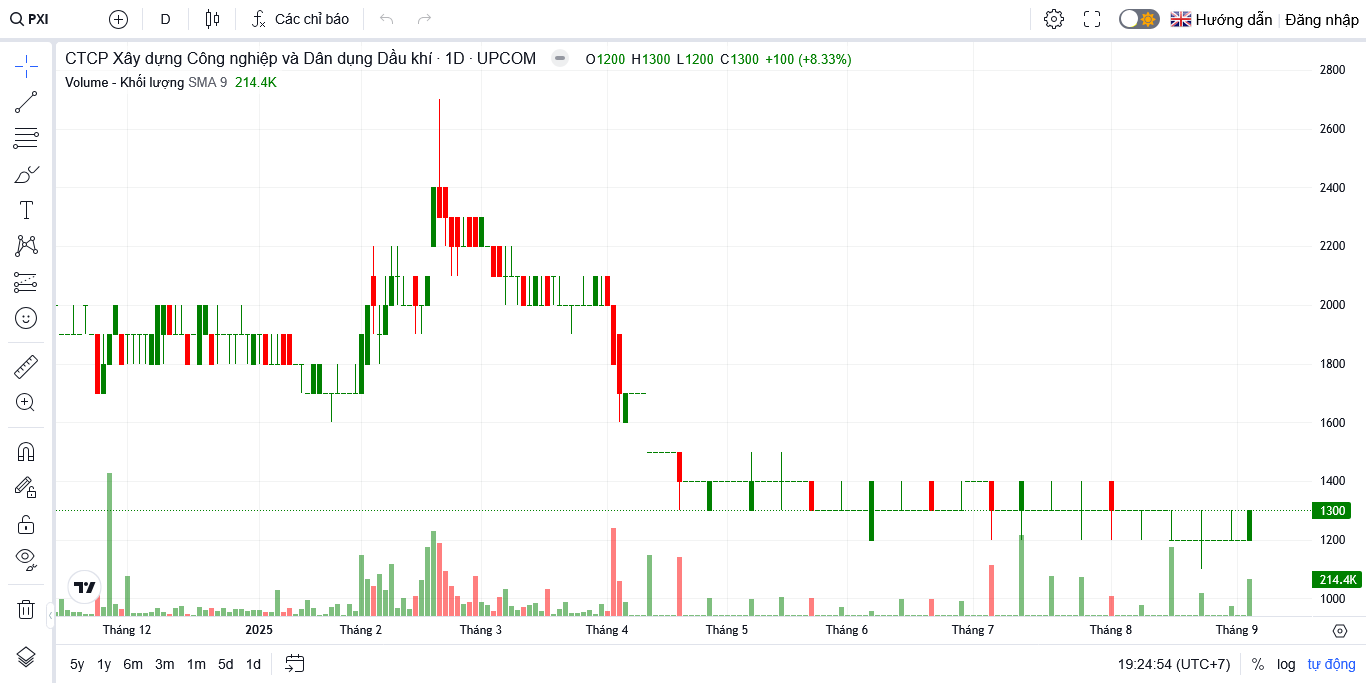 PXI D Các chỉ báo Hướng dẫn Đăng nhập
CTCP Xây dựng Công nghiệp và Dân dụng Dầu khí · 1D · UPCOM O1200 H1300 L1200 C1300 +100 (+8.33%)
Volume - Khối lượng SMA 9 214.4K
2800
2600
2400
2200
2000
1800
1600
1400
1300
1200
214.4K
1000
Tháng 12 2025 Tháng 2 Tháng 3 Tháng 4 Tháng 5 Tháng 6 Tháng 7 Tháng 8 Tháng 9
5y 1y 6m 3m 1m 5d 1d 19:24:54 (UTC+7) % log tự động